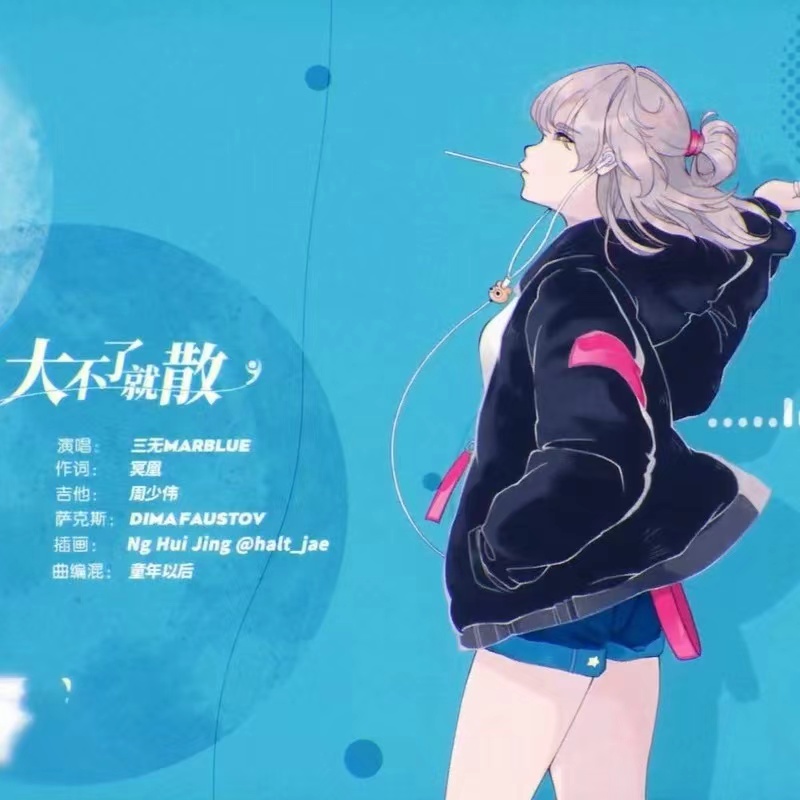 大不了就散
演唱： 三无MARBLUE
作词： 冥凰
吉他： 周少伟
萨克斯： DIMA FAUSTOV
插画： Ng Hui Jing @halt_jae
曲编混： 童年以后